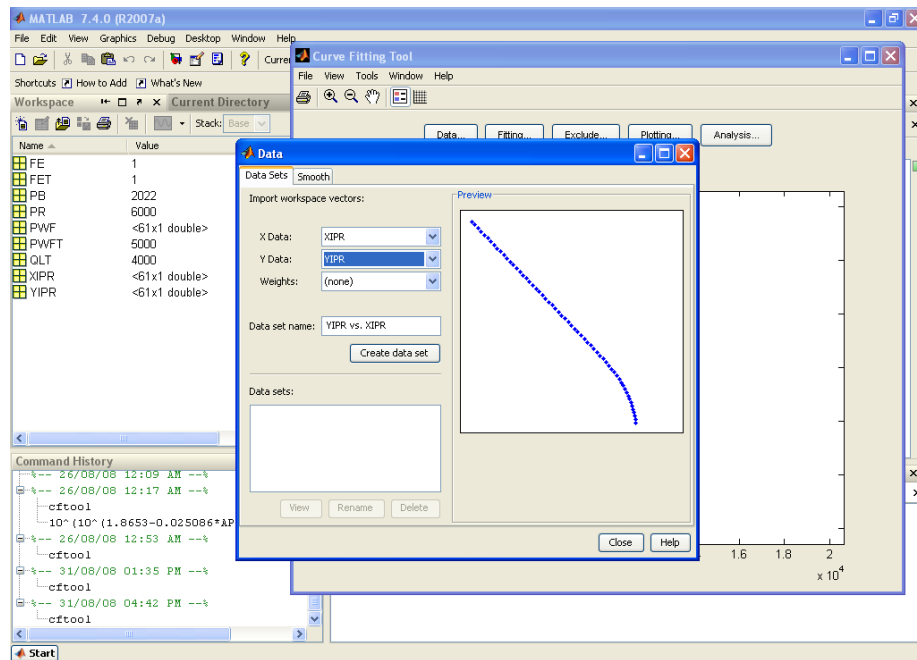 MATLAB 7.4.0 (R2007a)
File Edit View Graphics Debug Desktop Window Help
Shortcuts How to Add What's New
Workspace Current Directory
Stack: Base
Name Value
FE 1
FET 1
PB 2022
PR 6000
PWF <61x1 double>
PWFT 5000
QLT 4000
XIPR <61x1 double>
YIPR <61x1 double>
Command History
%-- 26/08/08 12:09 AM --%
%-- 26/08/08 12:17 AM --%
cftool
10^(10^(1.8653-0.025086*AP
%-- 26/08/08 12:53 AM --%
cftool
%-- 31/08/08 01:35 PM --%
cftool
%-- 31/08/08 04:42 PM --%
cftool
Start
Curve Fitting Tool
File View Tools Window Help
Data... Fitting... Exclude... Plotting... Analysis...
Data
Data Sets Smooth
Import workspace vectors:
X Data: XIPR
Y Data: YIPR
Weights: (none)
Data set name: YIPR vs. XIPR
Create data set
Data sets:
View Rename Delete
Preview
Close Help
1.6 1.8 2
x 10^4